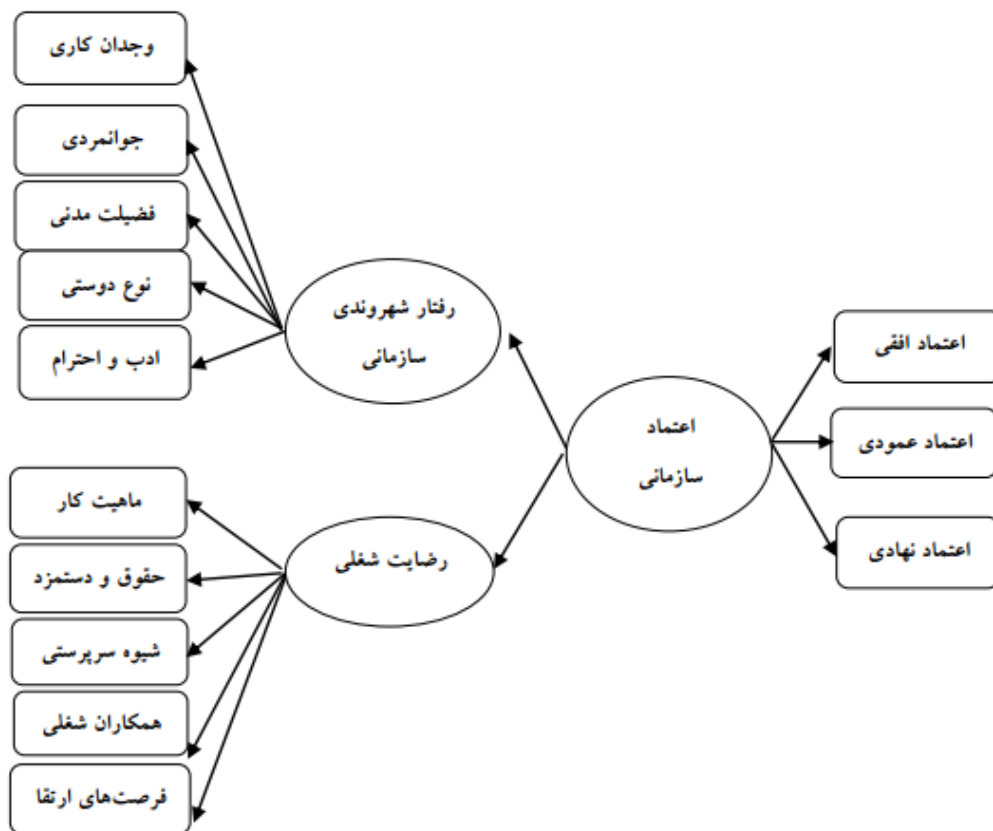 اعتماد افقی
اعتماد عمودی
اعتماد نهادی
اعتماد
سازمانی
رفتار شهروندی
سازمانی
وجدان کاری
جوانمردی
فضیلت مدنی
نوع دوستی
ادب و احترام
رضایت شغلی
ماهیت کار
حقوق و دستمزد
شیوه سرپرستی
همکاران شغلی
فرصت‌های ارتقا